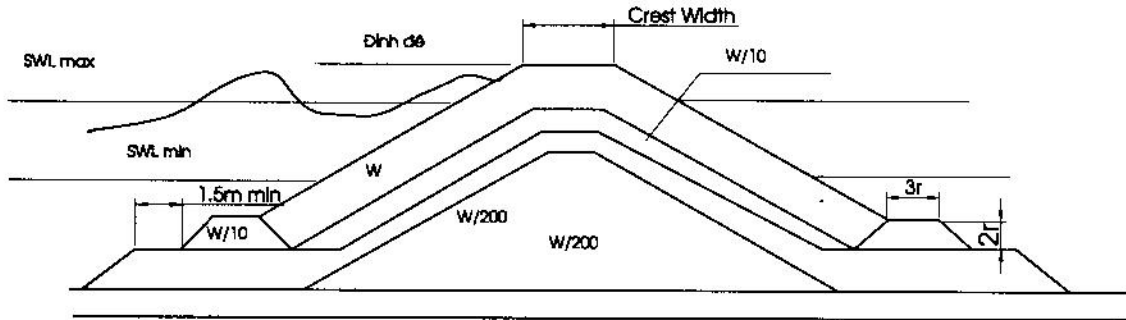 Crest Width
Đỉnh đê
SWL max
W/10
SWL min
W
1.5m min
3r
W/10
W/200
W/200
2r